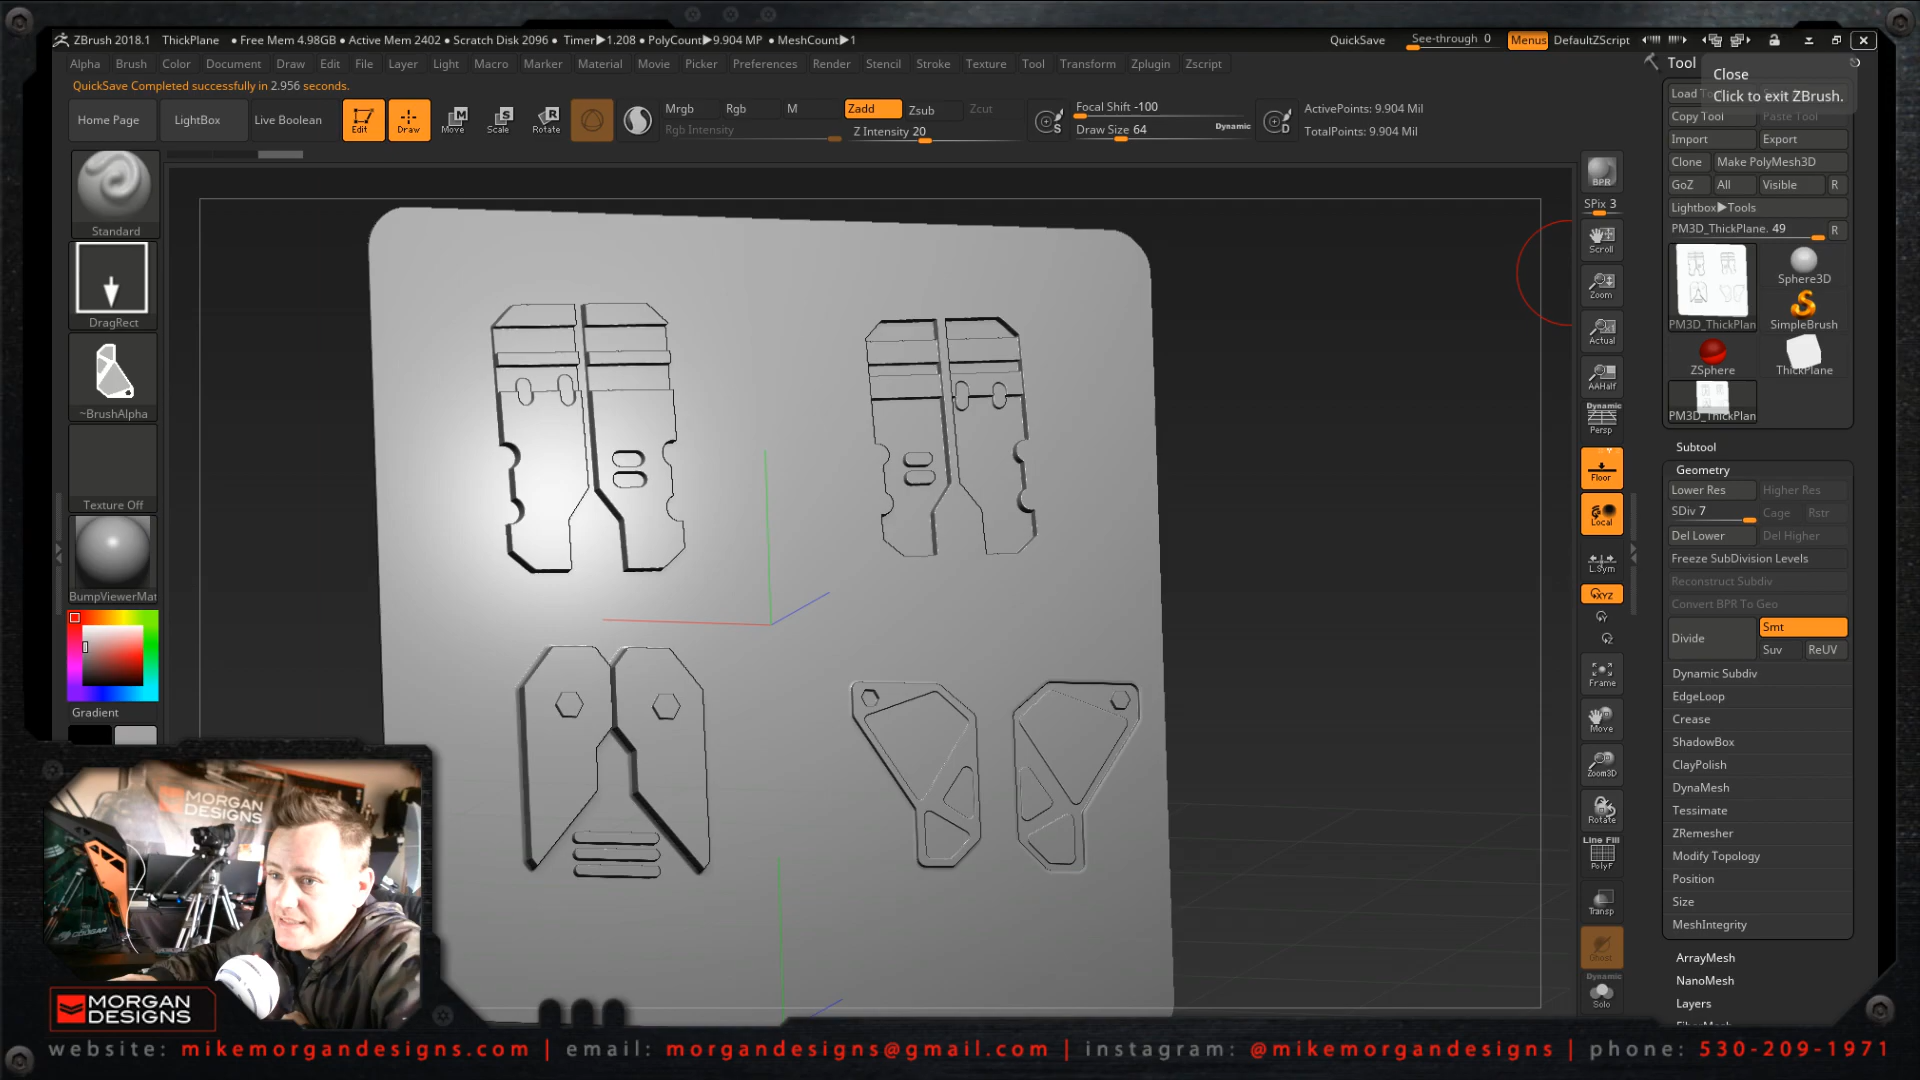 ZBrush 2018.1 ThickPlane • Free Mem 4.98GB • Active Mem 2402 • Scratch Disk 2096 • Timer▶1.208 • PolyCount▶9.904 MP • MeshCount▶1 QuickSave See-through 0 Menus DefaultZScript
Alpha Brush Color Document Draw Edit File Layer Light Macro Marker Material Movie Picker Preferences Render Stencil Stroke Texture Tool Transform Zplugin Zscript
QuickSave Completed successfully in 2.956 seconds.
Home Page LightBox Live Boolean Edit Draw Move Scale Rotate
Mrgb Rgb M Zadd Zsub Zcut
Rgb Intensity Z Intensity 20
Focal Shift -100
Draw Size 64 Dynamic
ActivePoints: 9.904 Mil
TotalPoints: 9.904 Mil
Standard
DragRect
~BrushAlpha
Texture Off
BumpViewerMat
Gradient
BPR
SPix 3
Scroll
Zoom
Actual
AAHalf
Dynamic
Persp
Floor
Local
L.Sym
XYZ
Frame
Move
Zoom3D
Rotate
Line Fill
PolyF
Transp
Ghost
Dynamic
Solo
Tool
Close
Click to exit ZBrush.
Load
Copy Tool Paste Tool
Import Export
Clone Make PolyMesh3D
GoZ All Visible R
Lightbox▶Tools
PM3D_ThickPlane. 49 R
PM3D_ThickPlan Sphere3D
SimpleBrush
ZSphere ThickPlane
PM3D_ThickPlan
Subtool
Geometry
Lower Res Higher Res
SDiv 7 Cage Rstr
Del Lower Del Higher
Freeze SubDivision Levels
Reconstruct Subdiv
Convert BPR To Geo
Divide Smt
Suv ReUV
Dynamic Subdiv
EdgeLoop
Crease
ShadowBox
ClayPolish
DynaMesh
Tessimate
ZRemesher
Modify Topology
Position
Size
MeshIntegrity
ArrayMesh
NanoMesh
Layers
MORGAN
DESIGNS
MORGAN
DESIGNS
website: mikemorgandesigns.com | email: morgandesigns@gmail.com | instagram: @mikemorgandesigns | phone: 530-209-1971